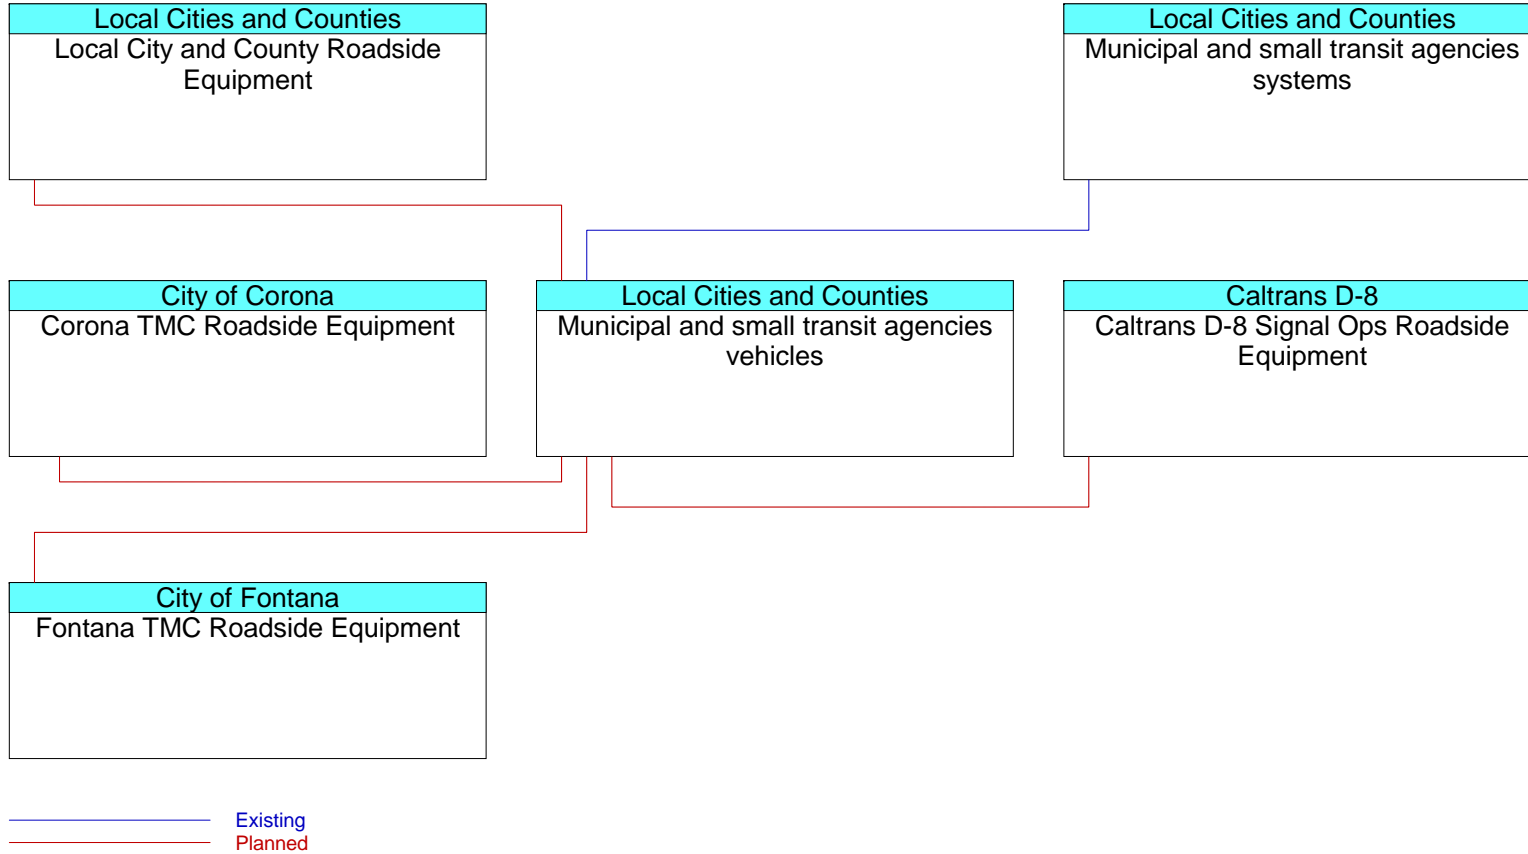 Local Cities and Counties
Local City and County Roadside
Equipment
Local Cities and Counties
Municipal and small transit agencies
systems
City of Corona
Corona TMC Roadside Equipment
Local Cities and Counties
Municipal and small transit agencies
vehicles
Caltrans D-8
Caltrans D-8 Signal Ops Roadside
Equipment
City of Fontana
Fontana TMC Roadside Equipment
Existing
Planned